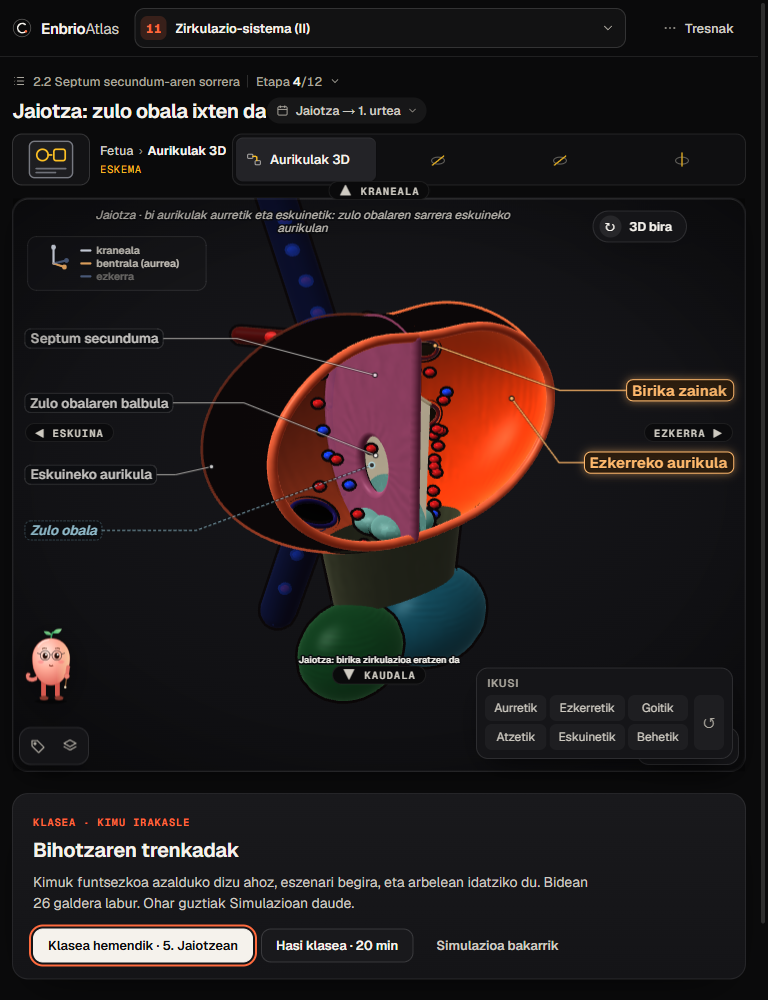 EnbrioAtlas
11 Zirkulazio-sistema (II)
··· Tresnak
2.2 Septum secundum-aren sorrera
Etapa 4/12
Jaiotza: zulo obala ixten da
Jaiotza → 1. urtea
Fetua › Aurikulak 3D
ESKEMA
Aurikulak 3D
▲ KRANEALA
Jaiotza · bi aurikulak aurretik eta eskuinetik: zulo obalaren sarrera eskuineko
aurikulan
↻ 3D bira
kraneala
bentrala (aurrea)
ezkerra
Septum secunduma
Birika zainak
Zulo obalaren balbula
◀ ESKUINA
EZKERRA ▶
Ezkerreko aurikula
Eskuineko aurikula
Zulo obala
Jaiotza: birika zirkulazioa eratzen da
▼ KAUDALA
IKUSI
Aurretik Ezkerretik Goitik
Atzetik Eskuinetik Behetik
↺
KLASEA · KIMU IRAKASLE
Bihotzaren trenkadak
Kimuk funtsezkoa azalduko dizu ahoz, eszenari begira, eta arbelean idatziko du. Bidean
26 galdera labur. Ohar guztiak Simulazioan daude.
Klasea hemendik · 5. Jaiotzean
Hasi klasea · 20 min
Simulazioa bakarrik